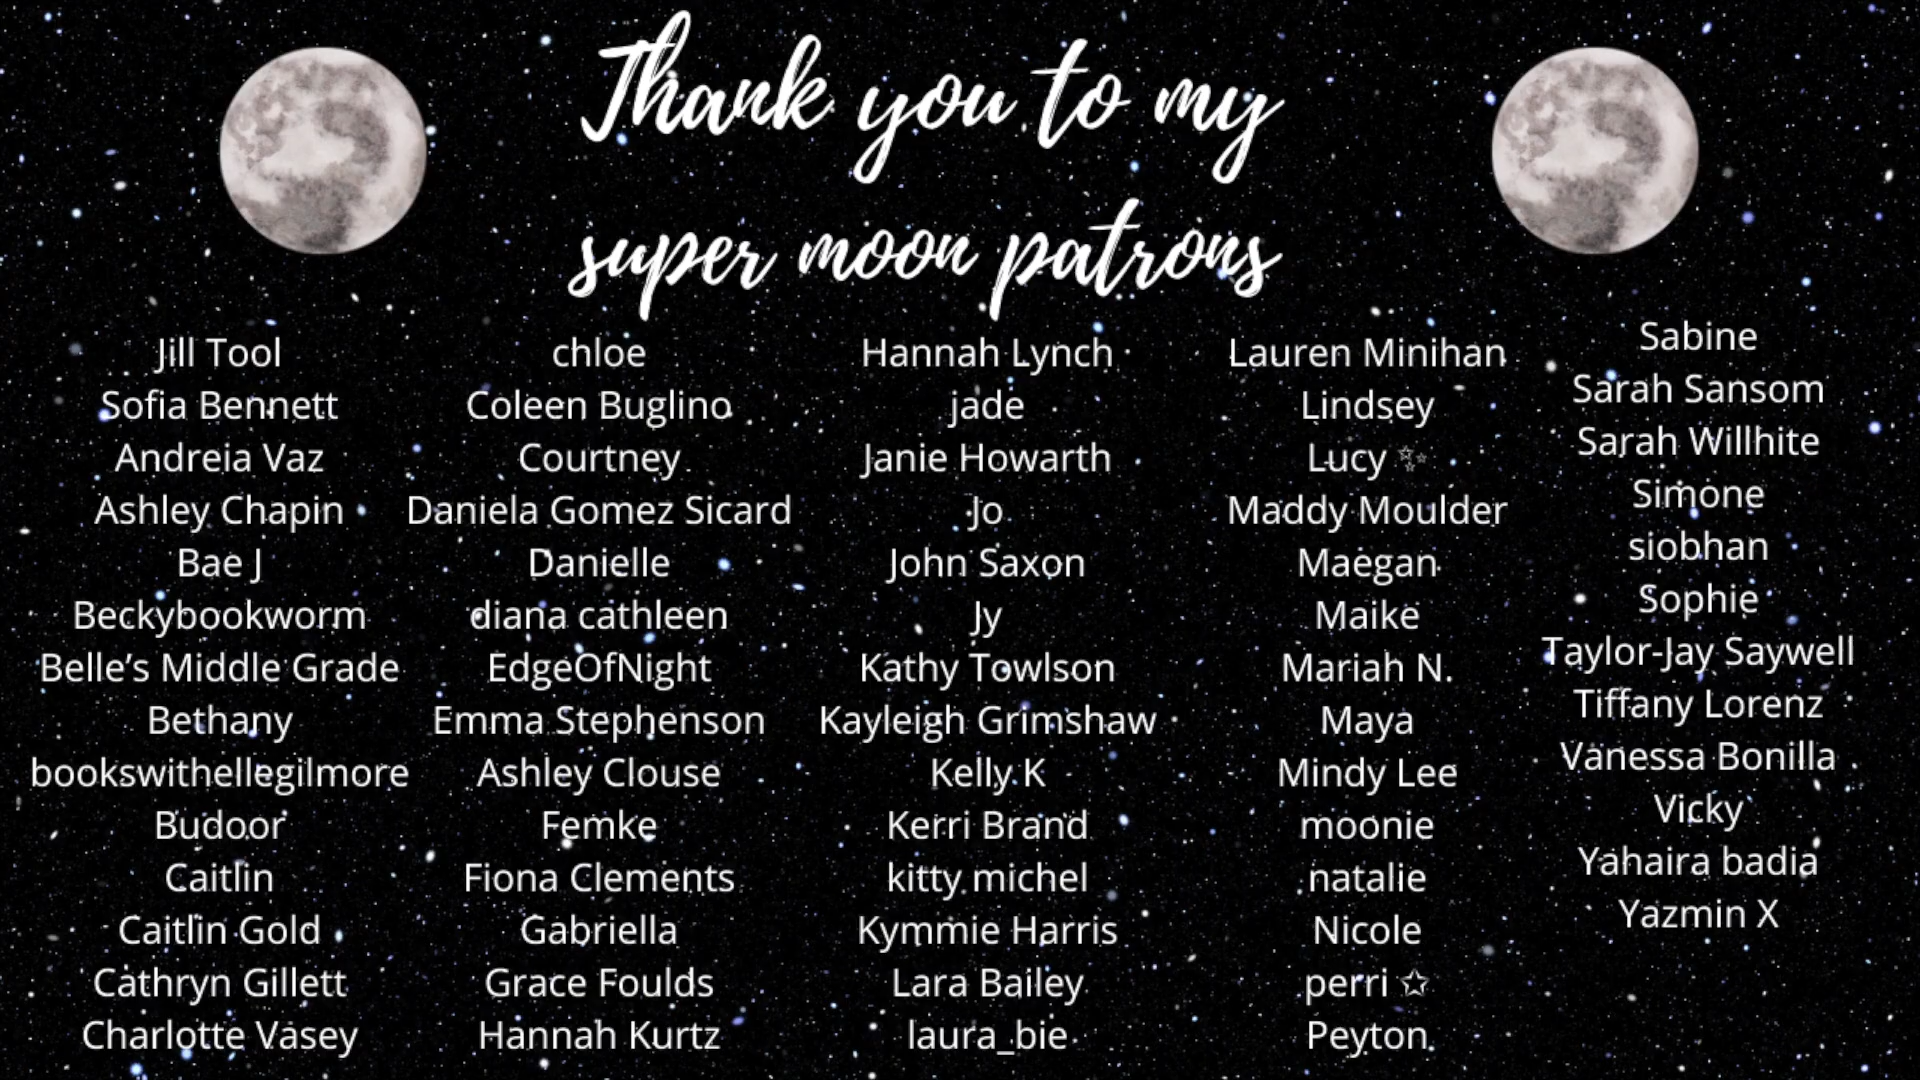 Thank you to my
super moon patrons
Jill Tool
Sofia Bennett
Andreia Vaz
Ashley Chapin
Bae J
Beckybookworm
Belle’s Middle Grade
Bethany
bookswithellegilmore
Budoor
Caitlin
Caitlin Gold
Cathryn Gillett
Charlotte Vasey
chloe
Coleen Buglino
Courtney
Daniela Gomez Sicard
Danielle
diana cathleen
EdgeOfNight
Emma Stephenson
Ashley Clouse
Femke
Fiona Clements
Gabriella
Grace Foulds
Hannah Kurtz
Hannah Lynch
jade
Janie Howarth
Jo
John Saxon
Jy
Kathy Towlson
Kayleigh Grimshaw
Kelly K
Kerri Brand
kitty michel
Kymmie Harris
Lara Bailey
laura_bie
Lauren Minihan
Lindsey
Lucy ✨
Maddy Moulder
Maegan
Maike
Mariah N.
Maya
Mindy Lee
moonie
natalie
Nicole
perri ✩
Peyton
Sabine
Sarah Sansom
Sarah Willhite
Simone
siobhan
Sophie
Taylor-Jay Saywell
Tiffany Lorenz
Vanessa Bonilla
Vicky
Yahaira badia
Yazmin X